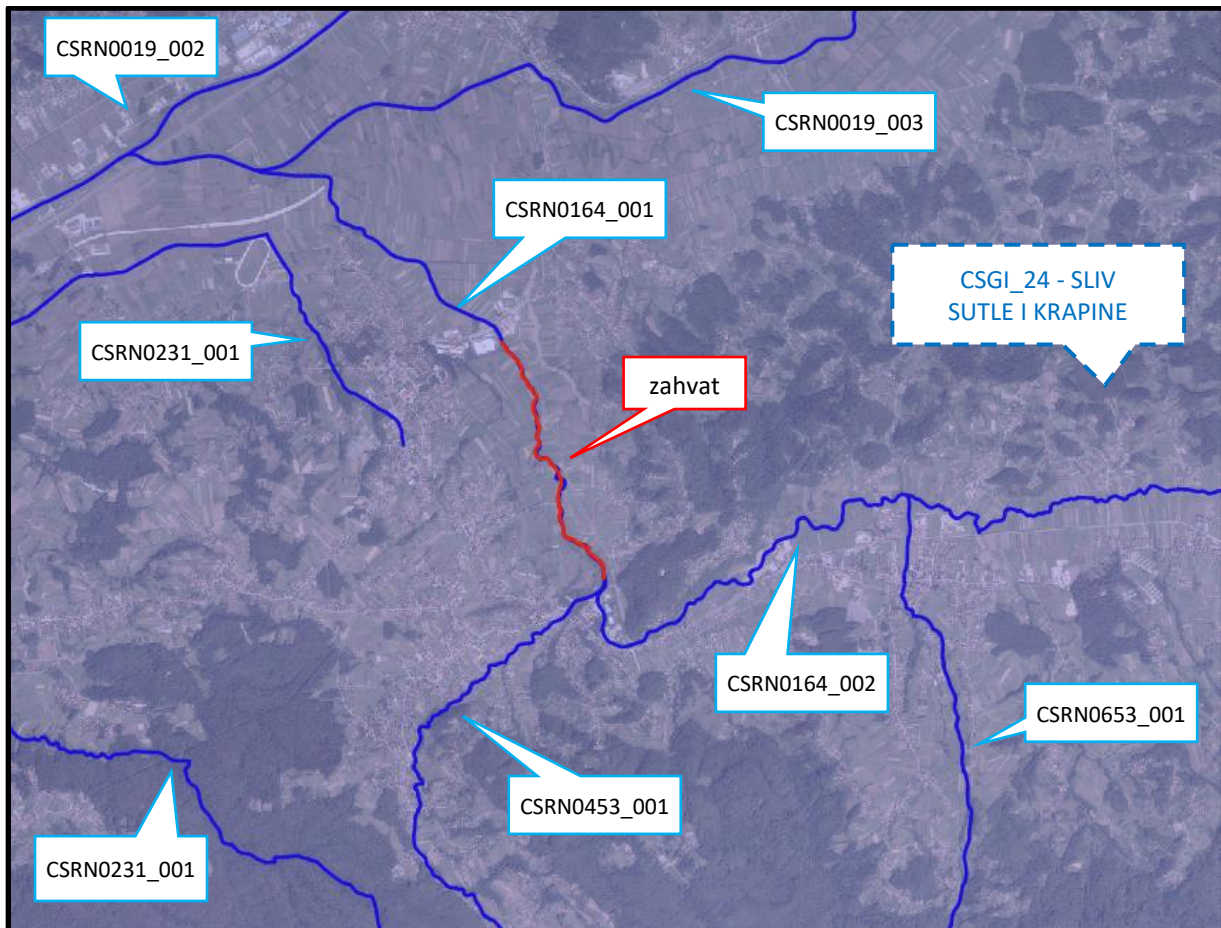 CSRN0019_002
CSRN0019_003
CSRN0164_001
CSGI_24 - SLIV
SUTLE I KRAPINE
CSRN0231_001
zahvat
CSRN0164_002
CSRN0653_001
CSRN0453_001
CSRN0231_001